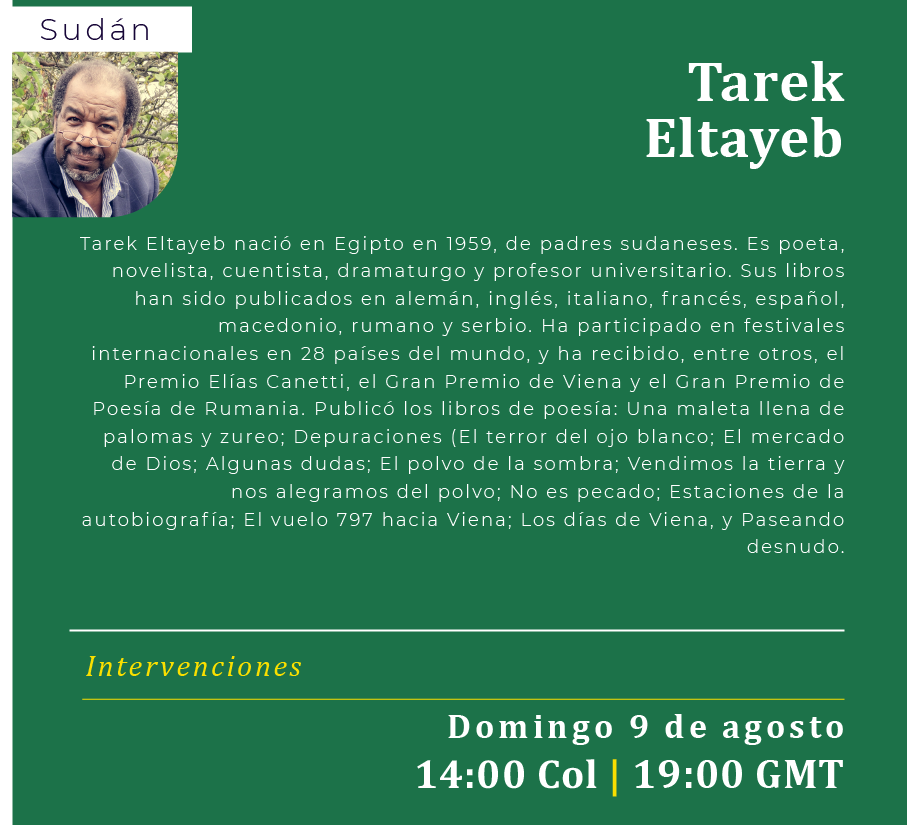 Sudán
Tarek
Eltayeb
Tarek Eltayeb nació en Egipto en 1959, de padres sudaneses. Es poeta,
novelista, cuentista, dramaturgo y profesor universitario. Sus libros
han sido publicados en alemán, inglés, italiano, francés, español,
macedonio, rumano y serbio. Ha participado en festivales
internacionales en 28 países del mundo, y ha recibido, entre otros, el
Premio Elías Canetti, el Gran Premio de Viena y el Gran Premio de
Poesía de Rumania. Publicó los libros de poesía: Una maleta llena de
palomas y zureo; Depuraciones (El terror del ojo blanco; El mercado
de Dios; Algunas dudas; El polvo de la sombra; Vendimos la tierra y
nos alegramos del polvo; No es pecado; Estaciones de la
autobiografía; El vuelo 797 hacia Viena; Los días de Viena, y Paseando
desnudo.
Intervenciones
Domingo 9 de agosto
14:00 Col | 19:00 GMT